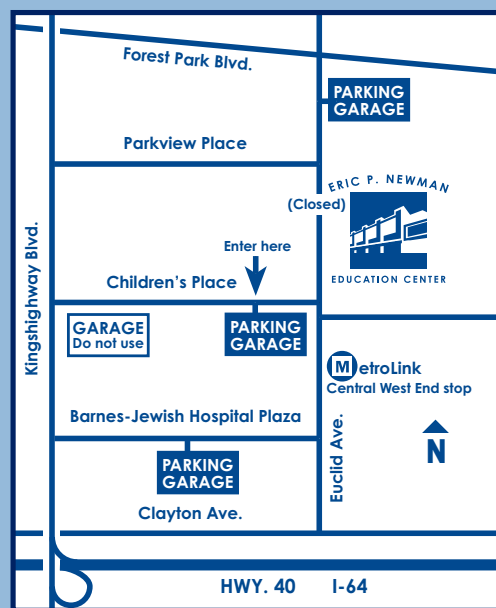 Forest Park Blvd.
PARKING
GARAGE
Parkview Place
ERIC P. NEWMAN
(Closed)
EDUCATION CENTER
Kingshighway Blvd.
Enter here
Children's Place
GARAGE
Do not use
PARKING
GARAGE
MetroLink
Central West End stop
Barnes-Jewish Hospital Plaza
Euclid Ave.
N
PARKING
GARAGE
Clayton Ave.
HWY. 40 I-64